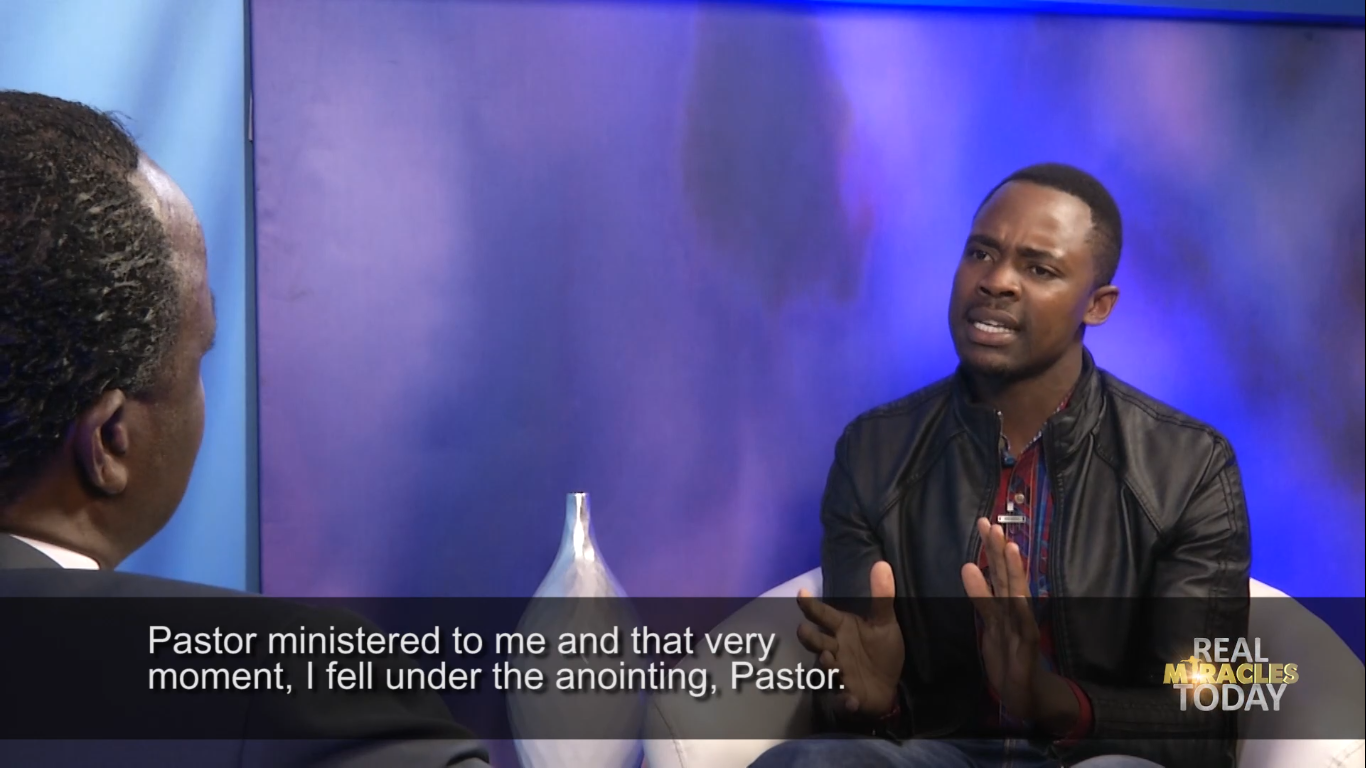 Pastor ministered to me and that very
moment, I fell under the anointing, Pastor.
REAL
MIRACLES
TODAY